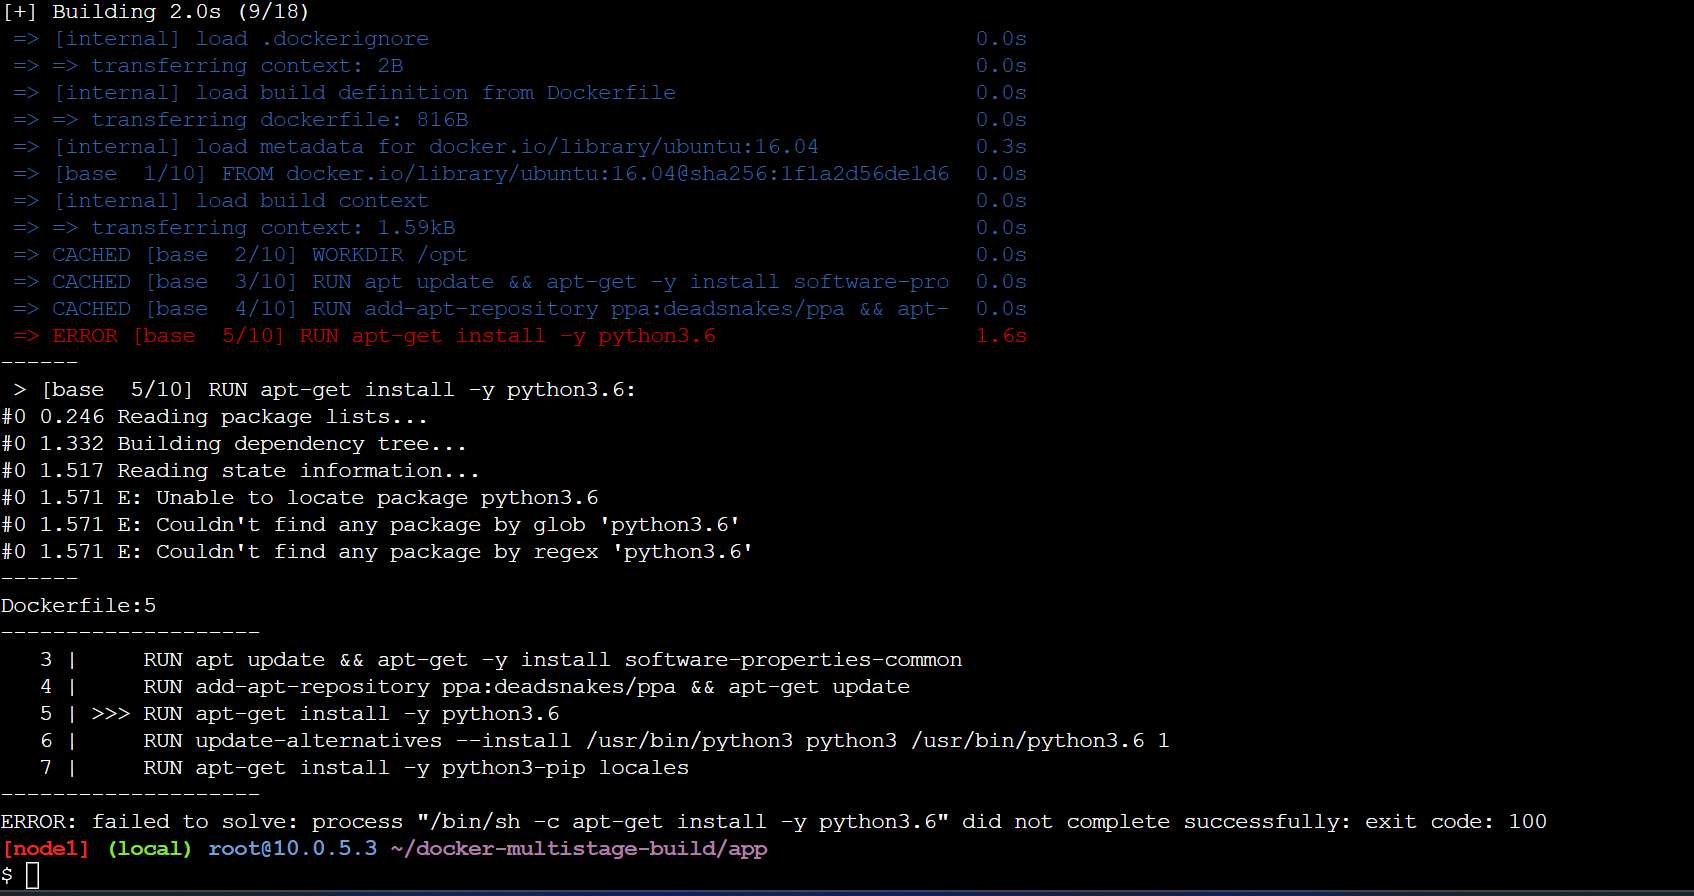 [+] Building 2.0s (9/18)
=> [internal] load .dockerignore 0.0s
=> => transferring context: 2B 0.0s
=> [internal] load build definition from Dockerfile 0.0s
=> => transferring dockerfile: 816B 0.0s
=> [internal] load metadata for docker.io/library/ubuntu:16.04 0.3s
=> [base  1/10] FROM docker.io/library/ubuntu:16.04@sha256:1f1a2d56de1d6 0.0s
=> [internal] load build context 0.0s
=> => transferring context: 1.59kB 0.0s
=> CACHED [base  2/10] WORKDIR /opt 0.0s
=> CACHED [base  3/10] RUN apt update && apt-get -y install software-pro 0.0s
=> CACHED [base  4/10] RUN add-apt-repository ppa:deadsnakes/ppa && apt- 0.0s
=> ERROR [base  5/10] RUN apt-get install -y python3.6 1.6s
------
> [base  5/10] RUN apt-get install -y python3.6:
#0 0.246 Reading package lists...
#0 1.332 Building dependency tree...
#0 1.517 Reading state information...
#0 1.571 E: Unable to locate package python3.6
#0 1.571 E: Couldn't find any package by glob 'python3.6'
#0 1.571 E: Couldn't find any package by regex 'python3.6'
------
Dockerfile:5
--------------------
3 |     RUN apt update && apt-get -y install software-properties-common
4 |     RUN add-apt-repository ppa:deadsnakes/ppa && apt-get update
5 | >>> RUN apt-get install -y python3.6
6 |     RUN update-alternatives --install /usr/bin/python3 python3 /usr/bin/python3.6 1
7 |     RUN apt-get install -y python3-pip locales
--------------------
ERROR: failed to solve: process "/bin/sh -c apt-get install -y python3.6" did not complete successfully: exit code: 100
[node1] (local) root@10.0.5.3 ~/docker-multistage-build/app
$